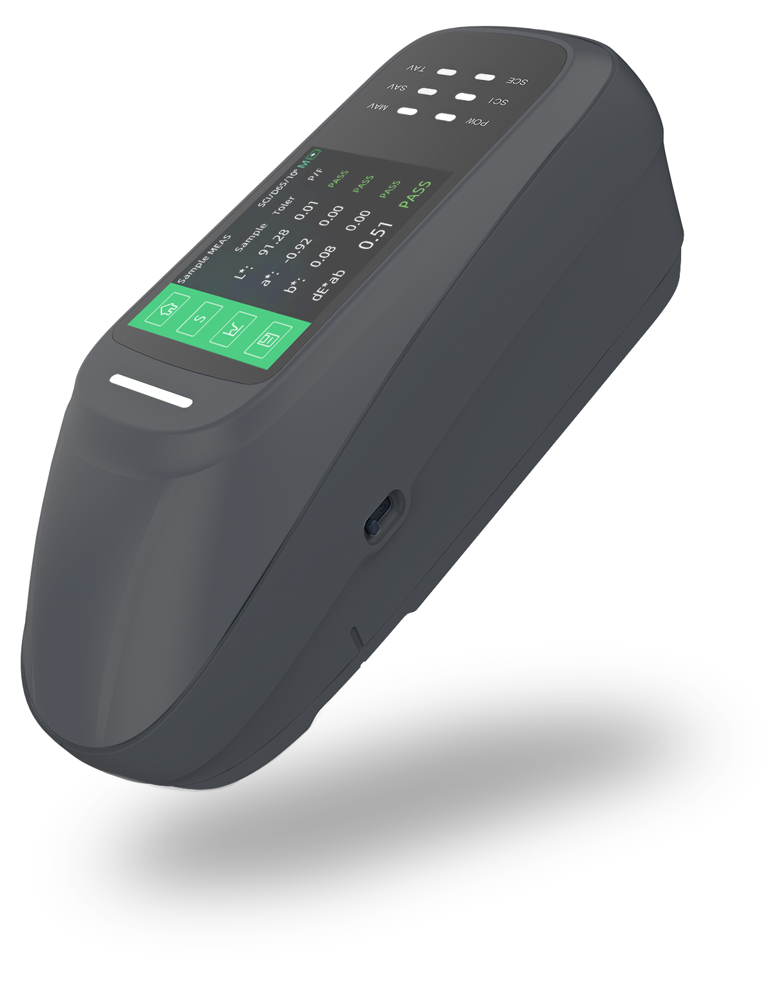 Sample MEAS SCI/D65/10° M
Sample Toler P/F
L*: 91.28 0.01 PASS
a*: -0.92 0.00 PASS
b*: 0.08 0.00 PASS
dE*ab 0.51 PASS
S
MAV
SAV
TAV
POW
SCI
SCE